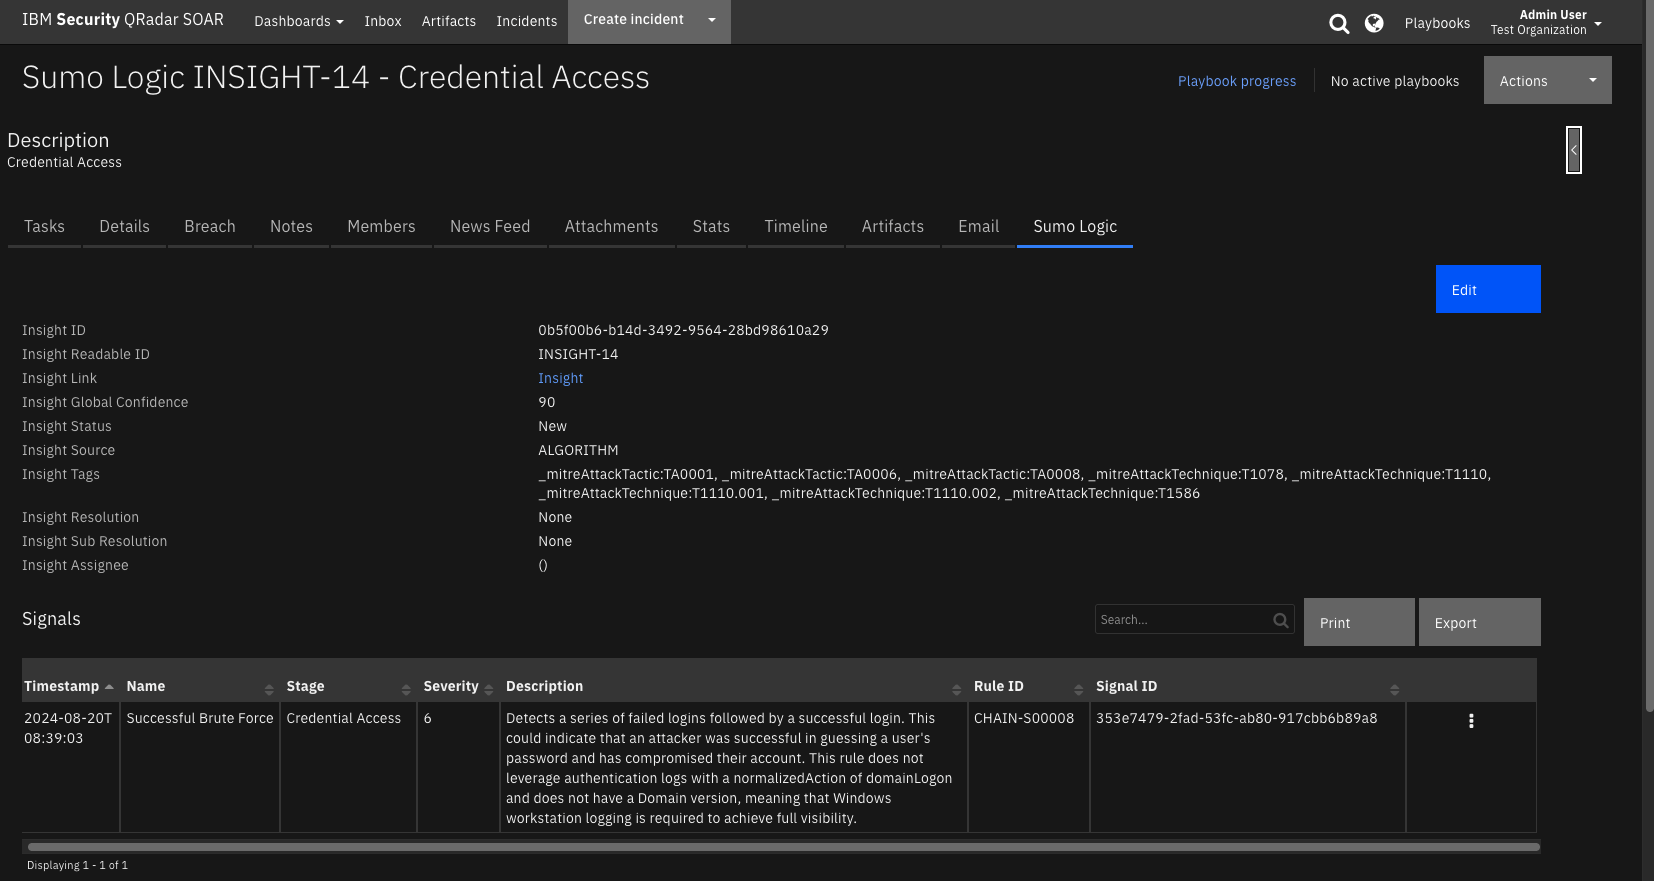 IBM Security QRadar SOAR
Dashboards
Inbox
Artifacts
Incidents
Create incident
Playbooks
Admin User
Test Organization
Sumo Logic INSIGHT-14 - Credential Access
Playbook progress
No active playbooks
Actions
Description
Credential Access
Tasks
Details
Breach
Notes
Members
News Feed
Attachments
Stats
Timeline
Artifacts
Email
Sumo Logic
Edit
Insight ID
0b5f00b6-b14d-3492-9564-28bd98610a29
Insight Readable ID
INSIGHT-14
Insight Link
Insight
Insight Global Confidence
90
Insight Status
New
Insight Source
ALGORITHM
Insight Tags
_mitreAttackTactic:TA0001, _mitreAttackTactic:TA0006, _mitreAttackTactic:TA0008, _mitreAttackTechnique:T1078, _mitreAttackTechnique:T1110,
_mitreAttackTechnique:T1110.001, _mitreAttackTechnique:T1110.002, _mitreAttackTechnique:T1586
Insight Resolution
None
Insight Sub Resolution
None
Insight Assignee
()
Signals
Search...
Print
Export
Timestamp
Name
Stage
Severity
Description
Rule ID
Signal ID
2024-08-20T
08:39:03
Successful Brute Force
Credential Access
6
Detects a series of failed logins followed by a successful login. This
could indicate that an attacker was successful in guessing a user's
password and has compromised their account. This rule does not
leverage authentication logs with a normalizedAction of domainLogon
and does not have a Domain version, meaning that Windows
workstation logging is required to achieve full visibility.
CHAIN-S00008
353e7479-2fad-53fc-ab80-917cbb6b89a8
Displaying 1 - 1 of 1